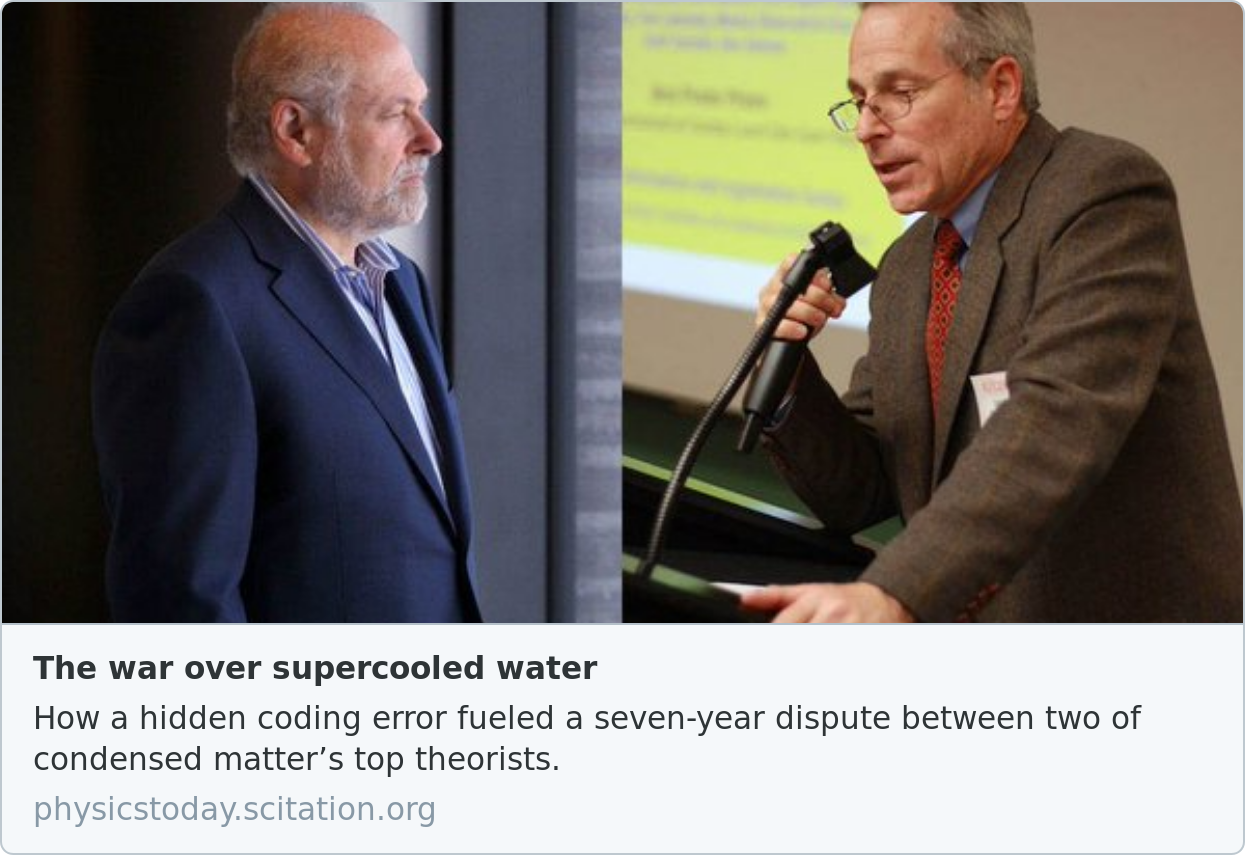 The war over supercooled water
How a hidden coding error fueled a seven-year dispute between two of
condensed matter’s top theorists.
physicstoday.scitation.org